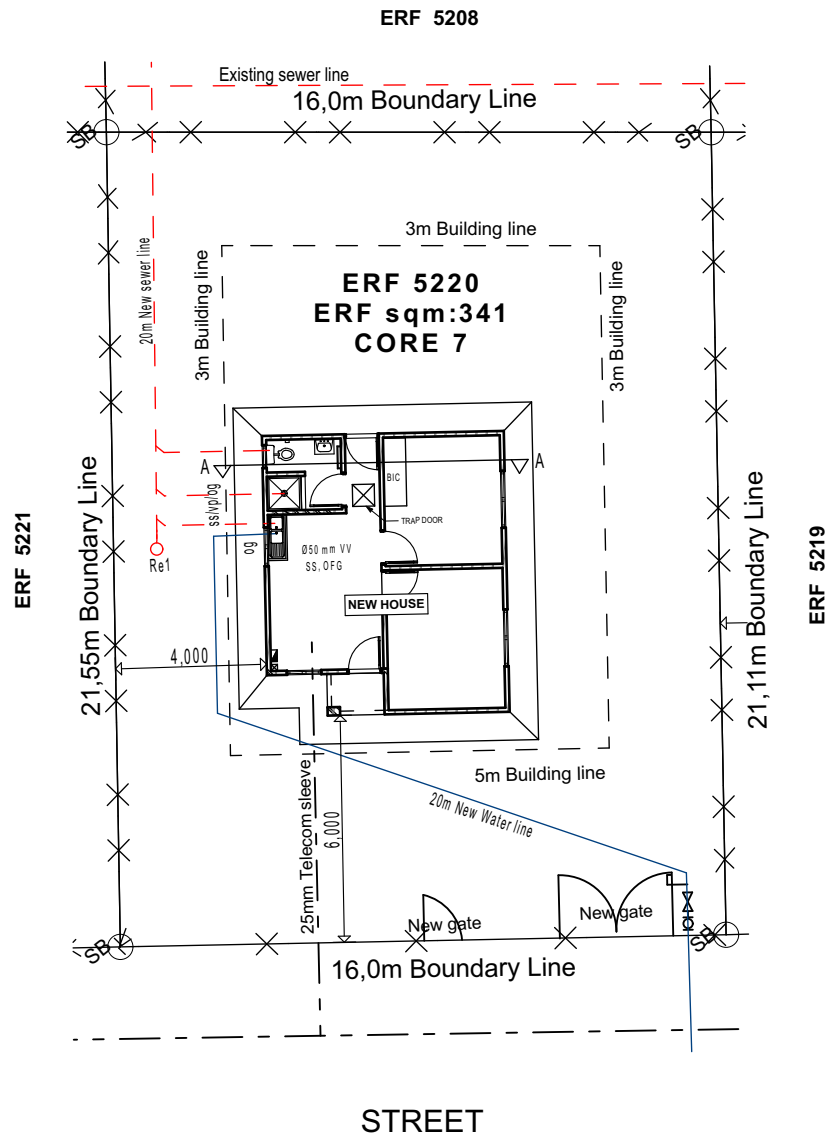 ERF 5208
Existing sewer line
16,0m Boundary Line
SB
SB
3m Building line
20m New sewer line
3m Building line
ERF 5220
ERF sqm:341
CORE 7
3m Building line
A
A
BIC
TRAP DOOR
ss/vp/og
og
Re1
Ø50 mm VV
SS, OFG
NEW HOUSE
ERF 5221
21,55m Boundary Line
4,000
21,11m Boundary Line
ERF 5219
5m Building line
25mm Telecom sleeve
6,000
20m New Water line
New gate
New gate
SB
SB
16,0m Boundary Line
STREET